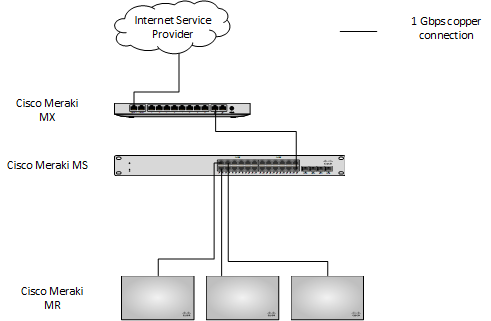 Internet Service
Provider
1 Gbps copper
connection
Cisco Meraki
MX
Cisco Meraki MS
Cisco Meraki
MR